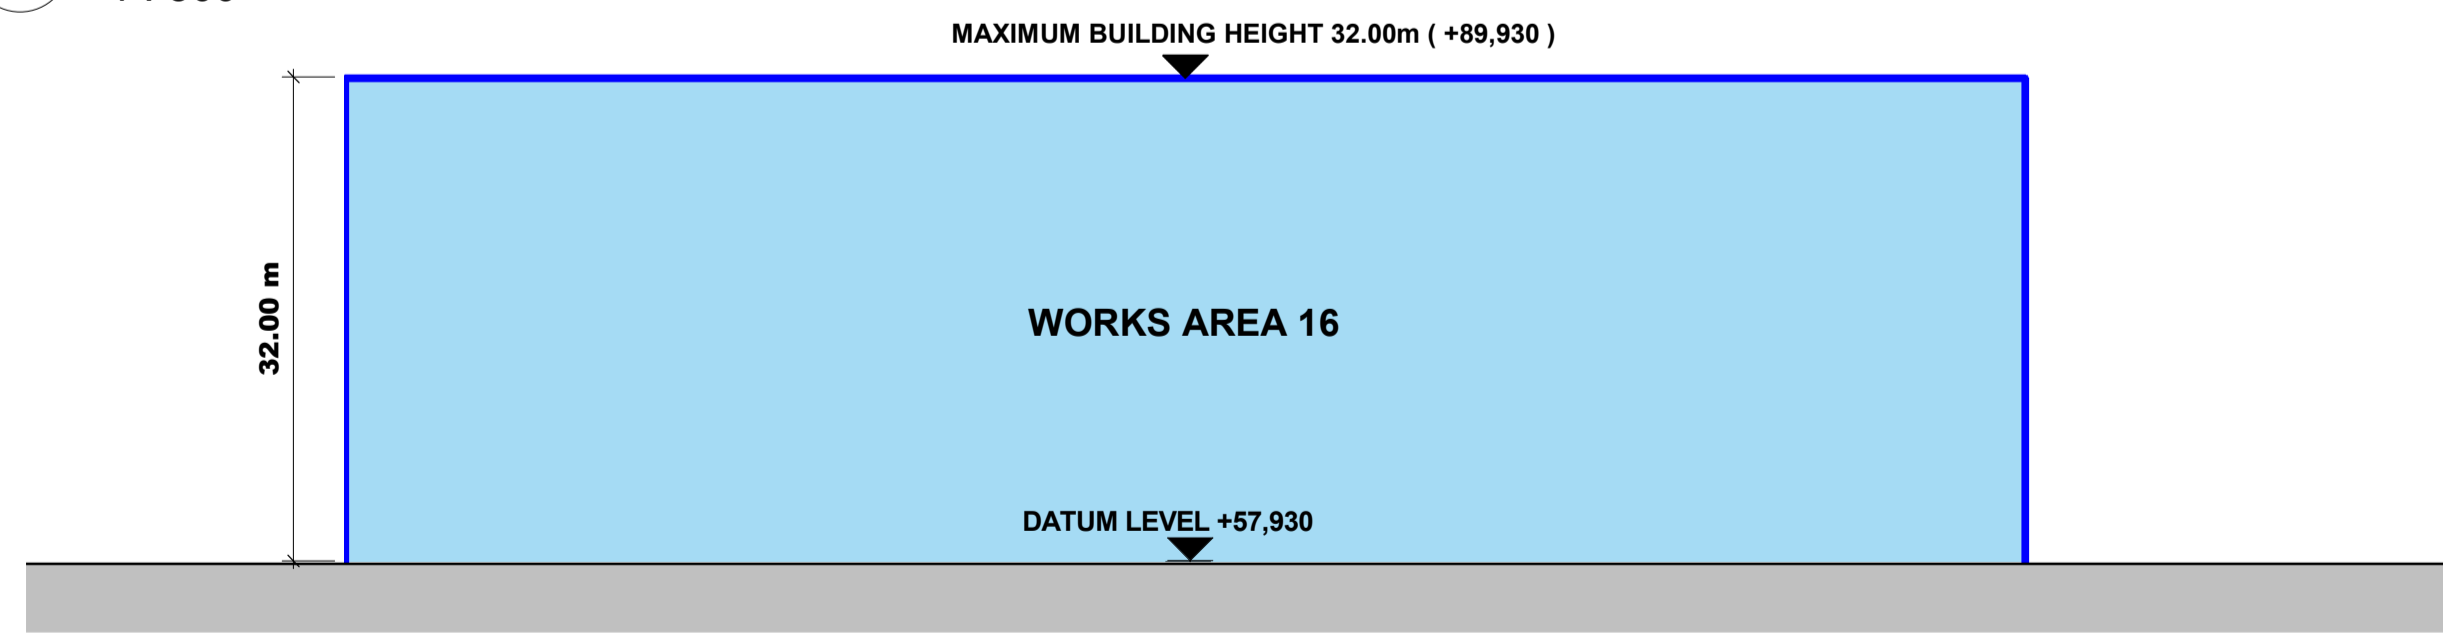 MAXIMUM BUILDING HEIGHT 32.00m ( +89,930 )
32.00 m
WORKS AREA 16
DATUM LEVEL +57,930